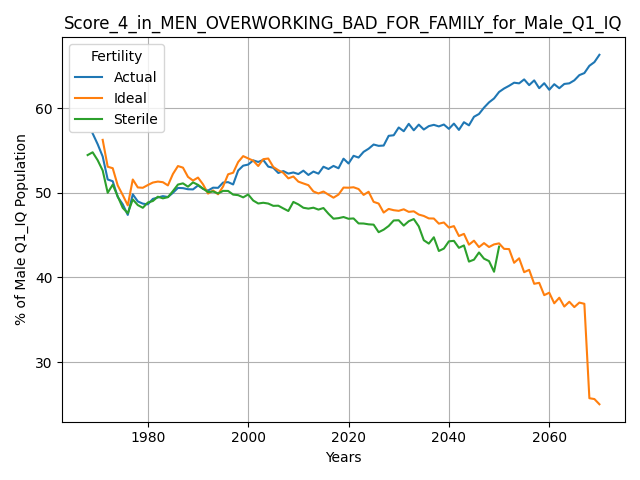 Score_4_in_MEN_OVERWORKING_BAD_FOR_FAMILY_for_Male_Q1_IQ
Fertility
Actual
Ideal
Sterile
% of Male Q1_IQ Population
60
50
40
30
1980
2000
2020
2040
2060
Years